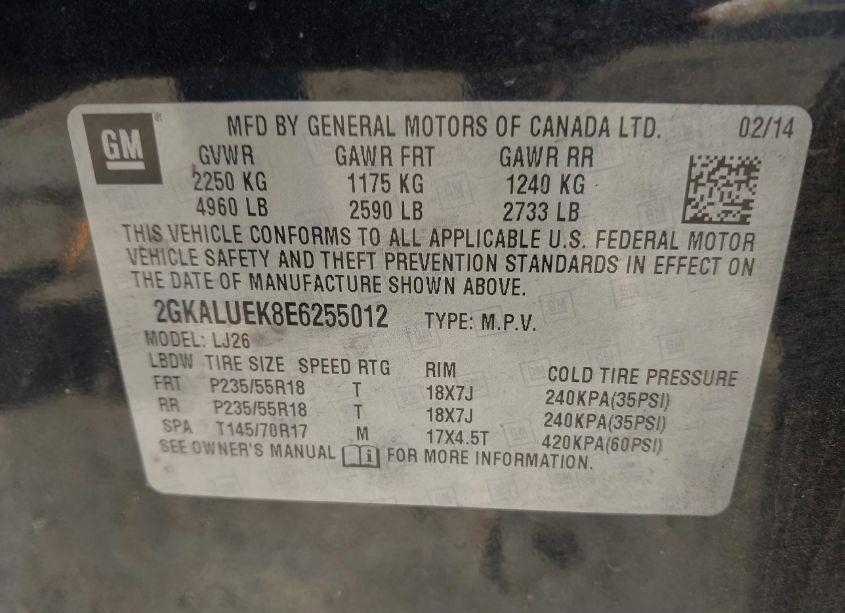 GM ® MFD BY GENERAL MOTORS OF CANADA LTD. 02/14
GVWR GAWR FRT GAWR RR
2250 KG 1175 KG 1240 KG
4960 LB 2590 LB 2733 LB
THIS VEHICLE CONFORMS TO ALL APPLICABLE U.S. FEDERAL MOTOR
VEHICLE SAFETY AND THEFT PREVENTION STANDARDS IN EFFECT ON
THE DATE OF MANUFACTURE SHOWN ABOVE.
2GKALUEK8E6255012 TYPE: M.P.V.
MODEL: LJ26
LBDW TIRE SIZE SPEED RTG RIM COLD TIRE PRESSURE
FRT P235/55R18 T 18X7J 240KPA(35PSI)
RR P235/55R18 T 18X7J 240KPA(35PSI)
SPA T145/70R17 M 17X4.5T 420KPA(60PSI)
SEE OWNER'S MANUAL i FOR MORE INFORMATION.